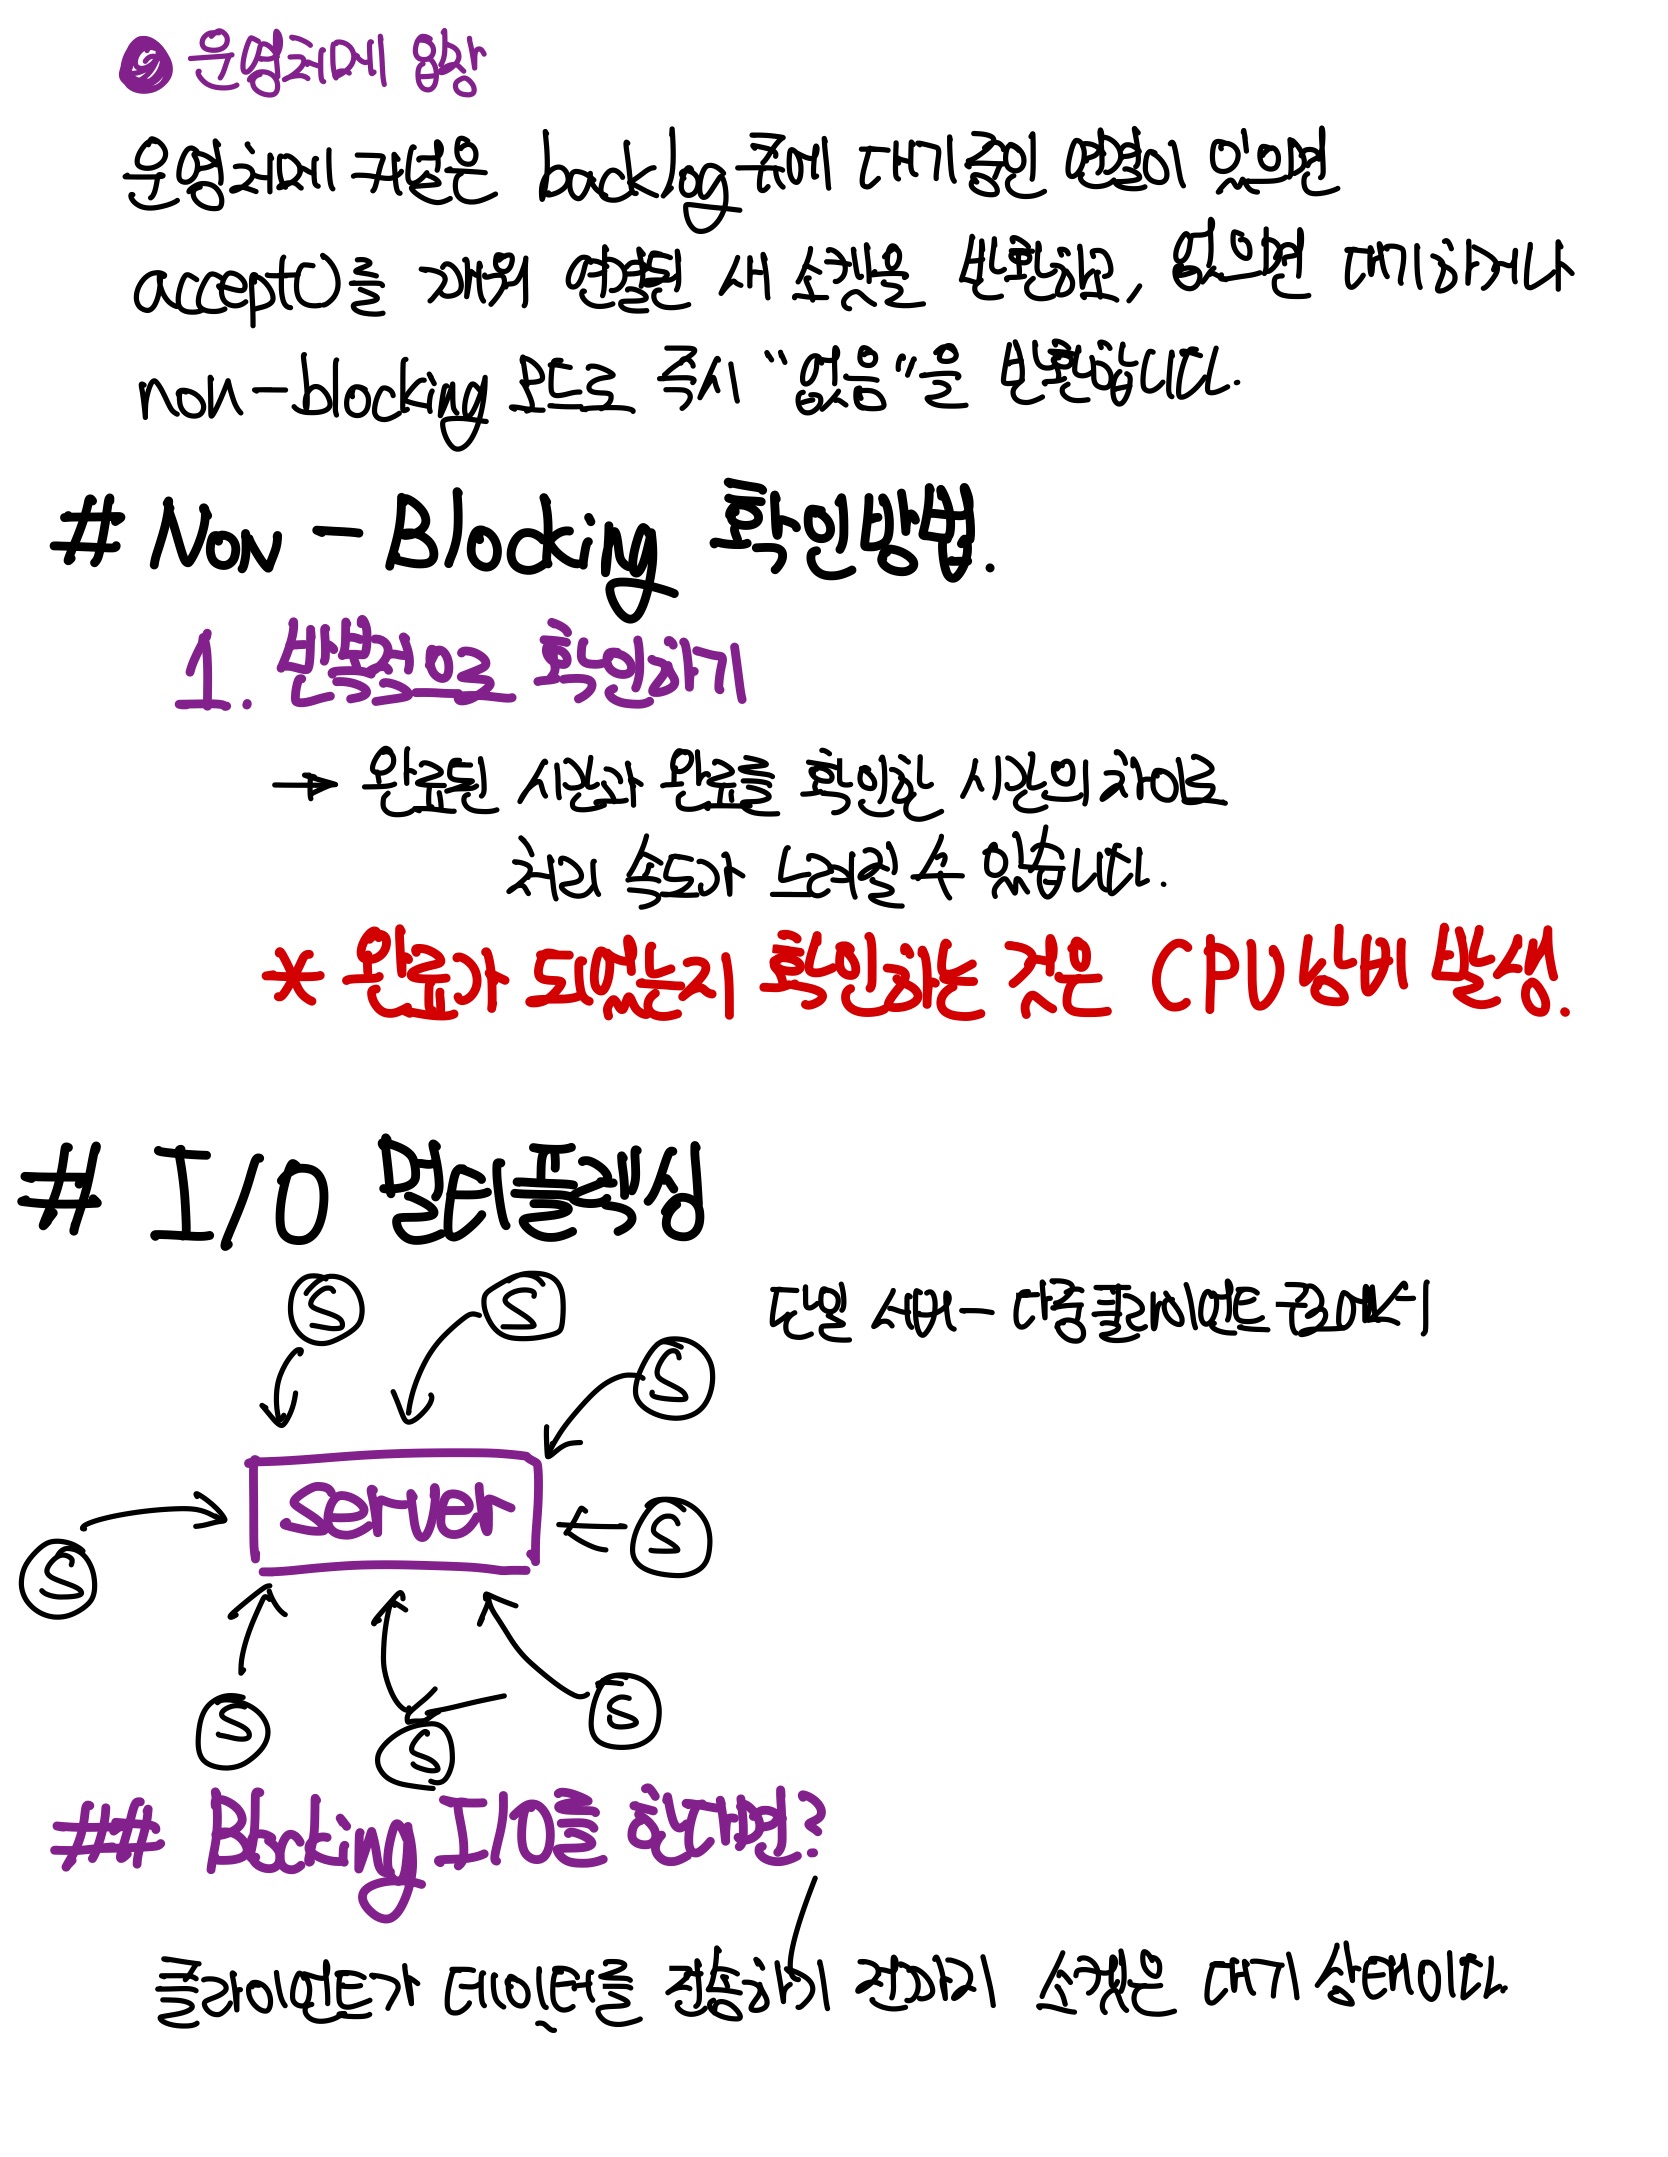 운영체제 입장
운영체제 커널은 backlog 큐에 대기중인 연결이 있으면
accept()를 깨워 연결된 새 소켓을 반환하고, 없으면 대기하거나
non-blocking 모드로 즉시 "없음"을 반환합니다.
# Non-Blocking 확인방법.
1. 반복적으로 확인하기
→ 완료된 시간과 완료를 확인한 시간의 차이로
처리 속도가 느려질 수 있습니다.
* 완료가 되었는지 확인하는 것은 CPU 낭비 발생.
# I/O 멀티플렉싱
S
S
단일 서버 - 다중클라이언트 구조에서
S
server
S
S
S
S
S
## Blocking I/O를 한다면?
클라이언트가 데이터를 전송하기 전까지 소켓은 대기 상태이다.